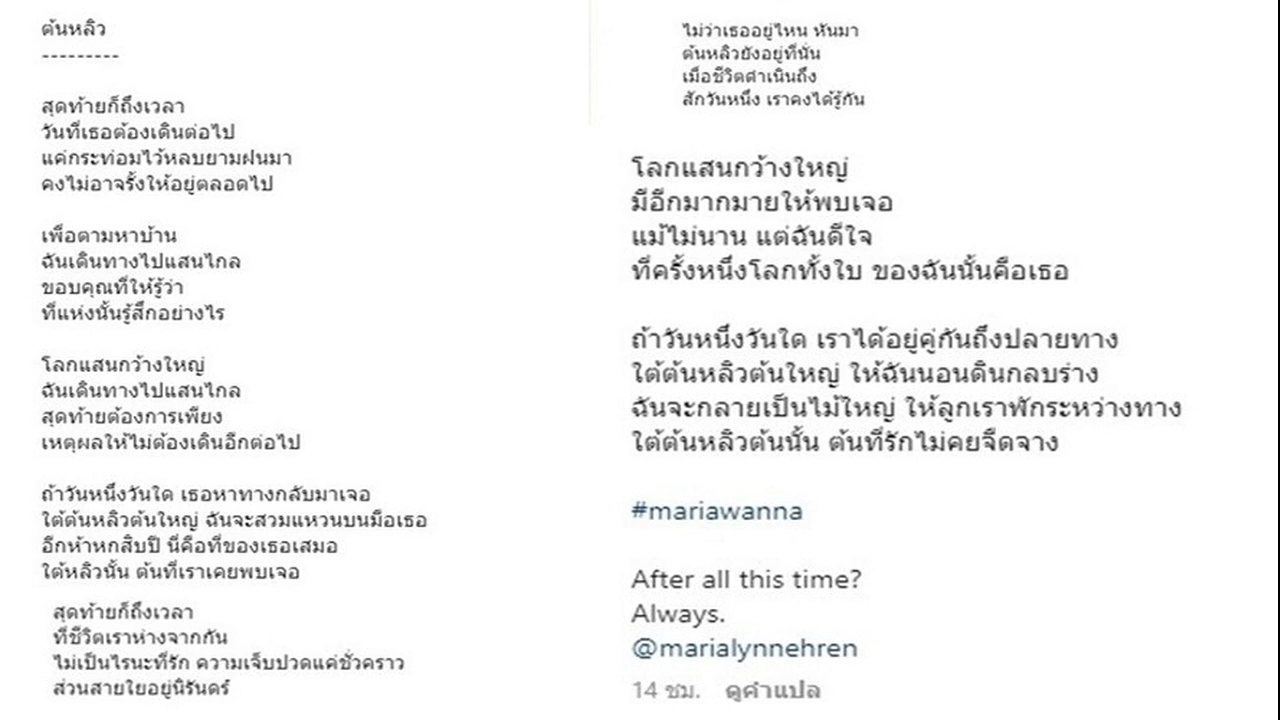 ต้นหลิว
---------
สุดท้ายก็ถึงเวลา
วันที่เธอต้องเดินต่อไป
แค่กระท่อมไว้หลบยามฝนมา
คงไม่อาจรั้งให้อยู่ตลอดไป
เพื่อตามหาบ้าน
ฉันเดินทางไปแสนไกล
ขอบคุณที่ให้รู้ว่า
ที่แห่งนั้นรู้สึกอย่างไร
โลกแสนกว้างใหญ่
ฉันเดินทางไปแสนไกล
สุดท้ายต้องการเพียง
เหตุผลให้ไม่ต้องเดินอีกต่อไป
ถ้าวันหนึ่งวันใด เธอหาทางกลับมาเจอ
ใต้ต้นหลิวต้นใหญ่ ฉันจะสวมแหวนบนมือเธอ
อีกห้าหกสิบปี นี่คือที่ของเธอเสมอ
ใต้หลิวนั้น ต้นที่เราเคยพบเจอ
สุดท้ายก็ถึงเวลา
ที่ชีวิตเราห่างจากกัน
ไม่เป็นไรนะที่รัก ความเจ็บปวดแค่ชั่วคราว
ส่วนสายใยอยู่นิรันดร์
ไม่ว่าเธออยู่ไหน หันมา
ต้นหลิวยังอยู่ที่นั่น
เมื่อชีวิตดำเนินถึง
สักวันหนึ่ง เราคงได้รู้กัน
โลกแสนกว้างใหญ่
มีอีกมากมายให้พบเจอ
แม้ไม่นาน แต่ฉันดีใจ
ที่ครั้งหนึ่งโลกทั้งใบ ของฉันนั้นคือเธอ
ถ้าวันหนึ่งวันใด เราได้อยู่คู่กันถึงปลายทาง
ใต้ต้นหลิวต้นใหญ่ ให้ฉันนอนดินกลบร่าง
ฉันจะกลายเป็นไม้ใหญ่ ให้ลูกเราพักระหว่างทาง
ใต้ต้นหลิวต้นนั้น ต้นที่รักไม่คยจืดจาง
#mariawanna
After all this time?
Always.
@marialynnehren
14 ชม. ดูคำแปล